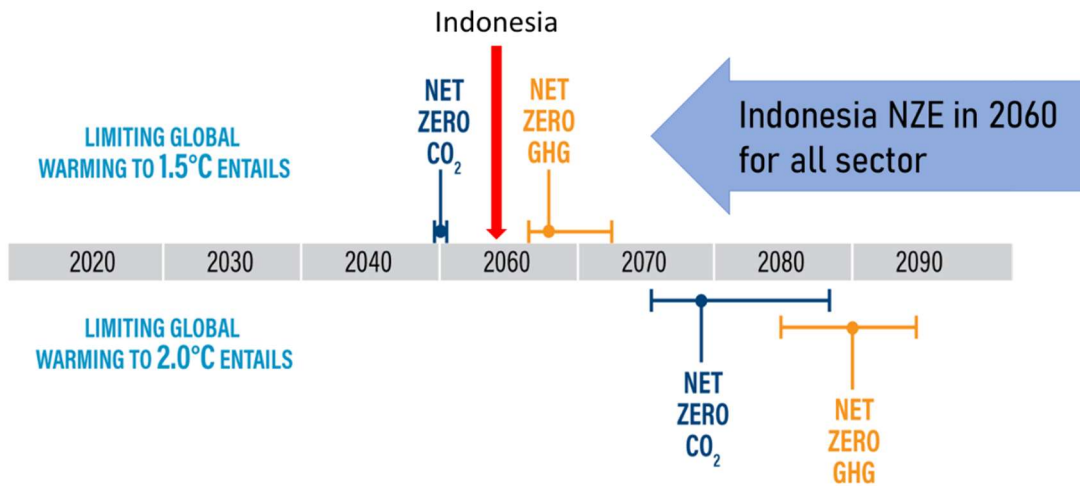 Indonesia
NET
ZERO
CO₂
NET
ZERO
GHG
LIMITING GLOBAL
WARMING TO 1.5°C ENTAILS
Indonesia NZE in 2060
for all sector
2020 2030 2040 2060 2070 2080 2090
LIMITING GLOBAL
WARMING TO 2.0°C ENTAILS
NET
ZERO
CO₂
NET
ZERO
GHG